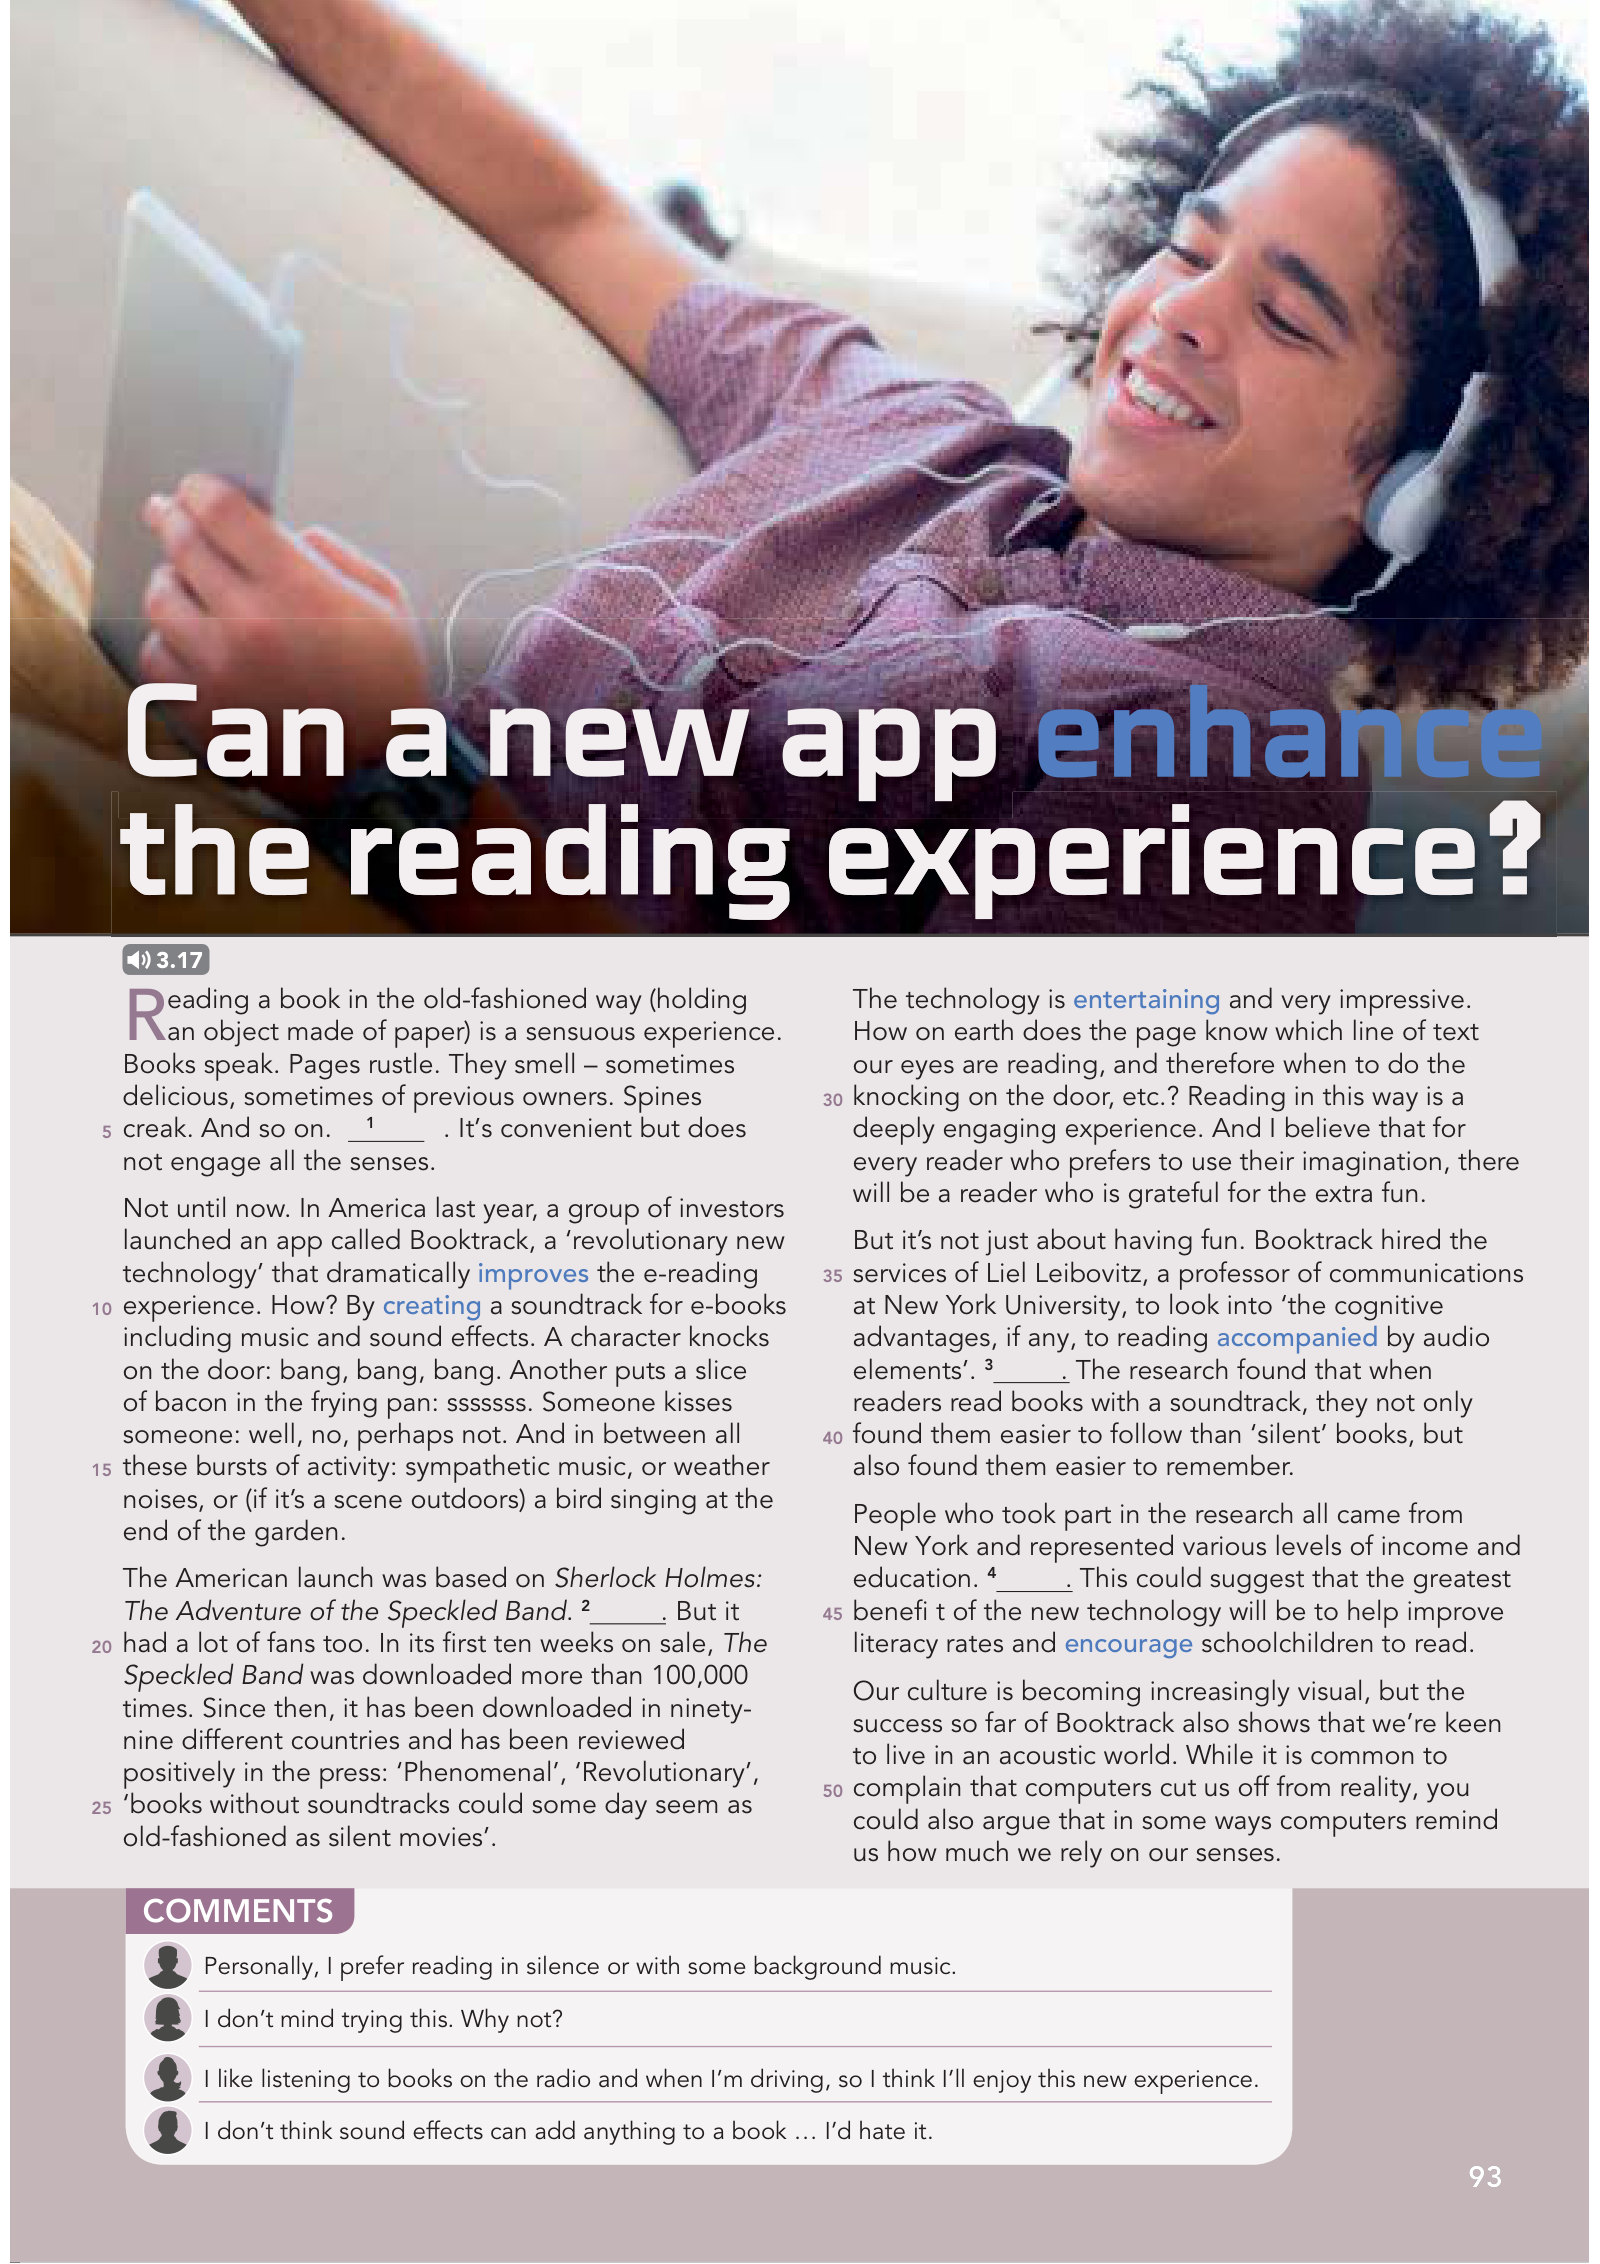 Can a new app enhance
the reading experience?
3.17
Reading a book in the old-fashioned way (holding
an object made of paper) is a sensuous experience.
Books speak. Pages rustle. They smell – sometimes
delicious, sometimes of previous owners. Spines
5 creak. And so on. 1______ . It's convenient but does
not engage all the senses.
Not until now. In America last year, a group of investors
launched an app called Booktrack, a 'revolutionary new
technology' that dramatically improves the e-reading
10 experience. How? By creating a soundtrack for e-books
including music and sound effects. A character knocks
on the door: bang, bang, bang. Another puts a slice
of bacon in the frying pan: sssssss. Someone kisses
someone: well, no, perhaps not. And in between all
15 these bursts of activity: sympathetic music, or weather
noises, or (if it's a scene outdoors) a bird singing at the
end of the garden.
The American launch was based on Sherlock Holmes:
The Adventure of the Speckled Band. 2______. But it
20 had a lot of fans too. In its first ten weeks on sale, The
Speckled Band was downloaded more than 100,000
times. Since then, it has been downloaded in ninety-
nine different countries and has been reviewed
positively in the press: 'Phenomenal', 'Revolutionary',
25 'books without soundtracks could some day seem as
old-fashioned as silent movies'.
The technology is entertaining and very impressive.
How on earth does the page know which line of text
our eyes are reading, and therefore when to do the
30 knocking on the door, etc.? Reading in this way is a
deeply engaging experience. And I believe that for
every reader who prefers to use their imagination, there
will be a reader who is grateful for the extra fun.
But it's not just about having fun. Booktrack hired the
35 services of Liel Leibovitz, a professor of communications
at New York University, to look into 'the cognitive
advantages, if any, to reading accompanied by audio
elements'. 3______. The research found that when
readers read books with a soundtrack, they not only
40 found them easier to follow than 'silent' books, but
also found them easier to remember.
People who took part in the research all came from
New York and represented various levels of income and
education. 4______. This could suggest that the greatest
45 benefi t of the new technology will be to help improve
literacy rates and encourage schoolchildren to read.
Our culture is becoming increasingly visual, but the
success so far of Booktrack also shows that we're keen
to live in an acoustic world. While it is common to
50 complain that computers cut us off from reality, you
could also argue that in some ways computers remind
us how much we rely on our senses.
COMMENTS
Personally, I prefer reading in silence or with some background music.
I don't mind trying this. Why not?
I like listening to books on the radio and when I'm driving, so I think I'll enjoy this new experience.
I don't think sound effects can add anything to a book … I'd hate it.
93